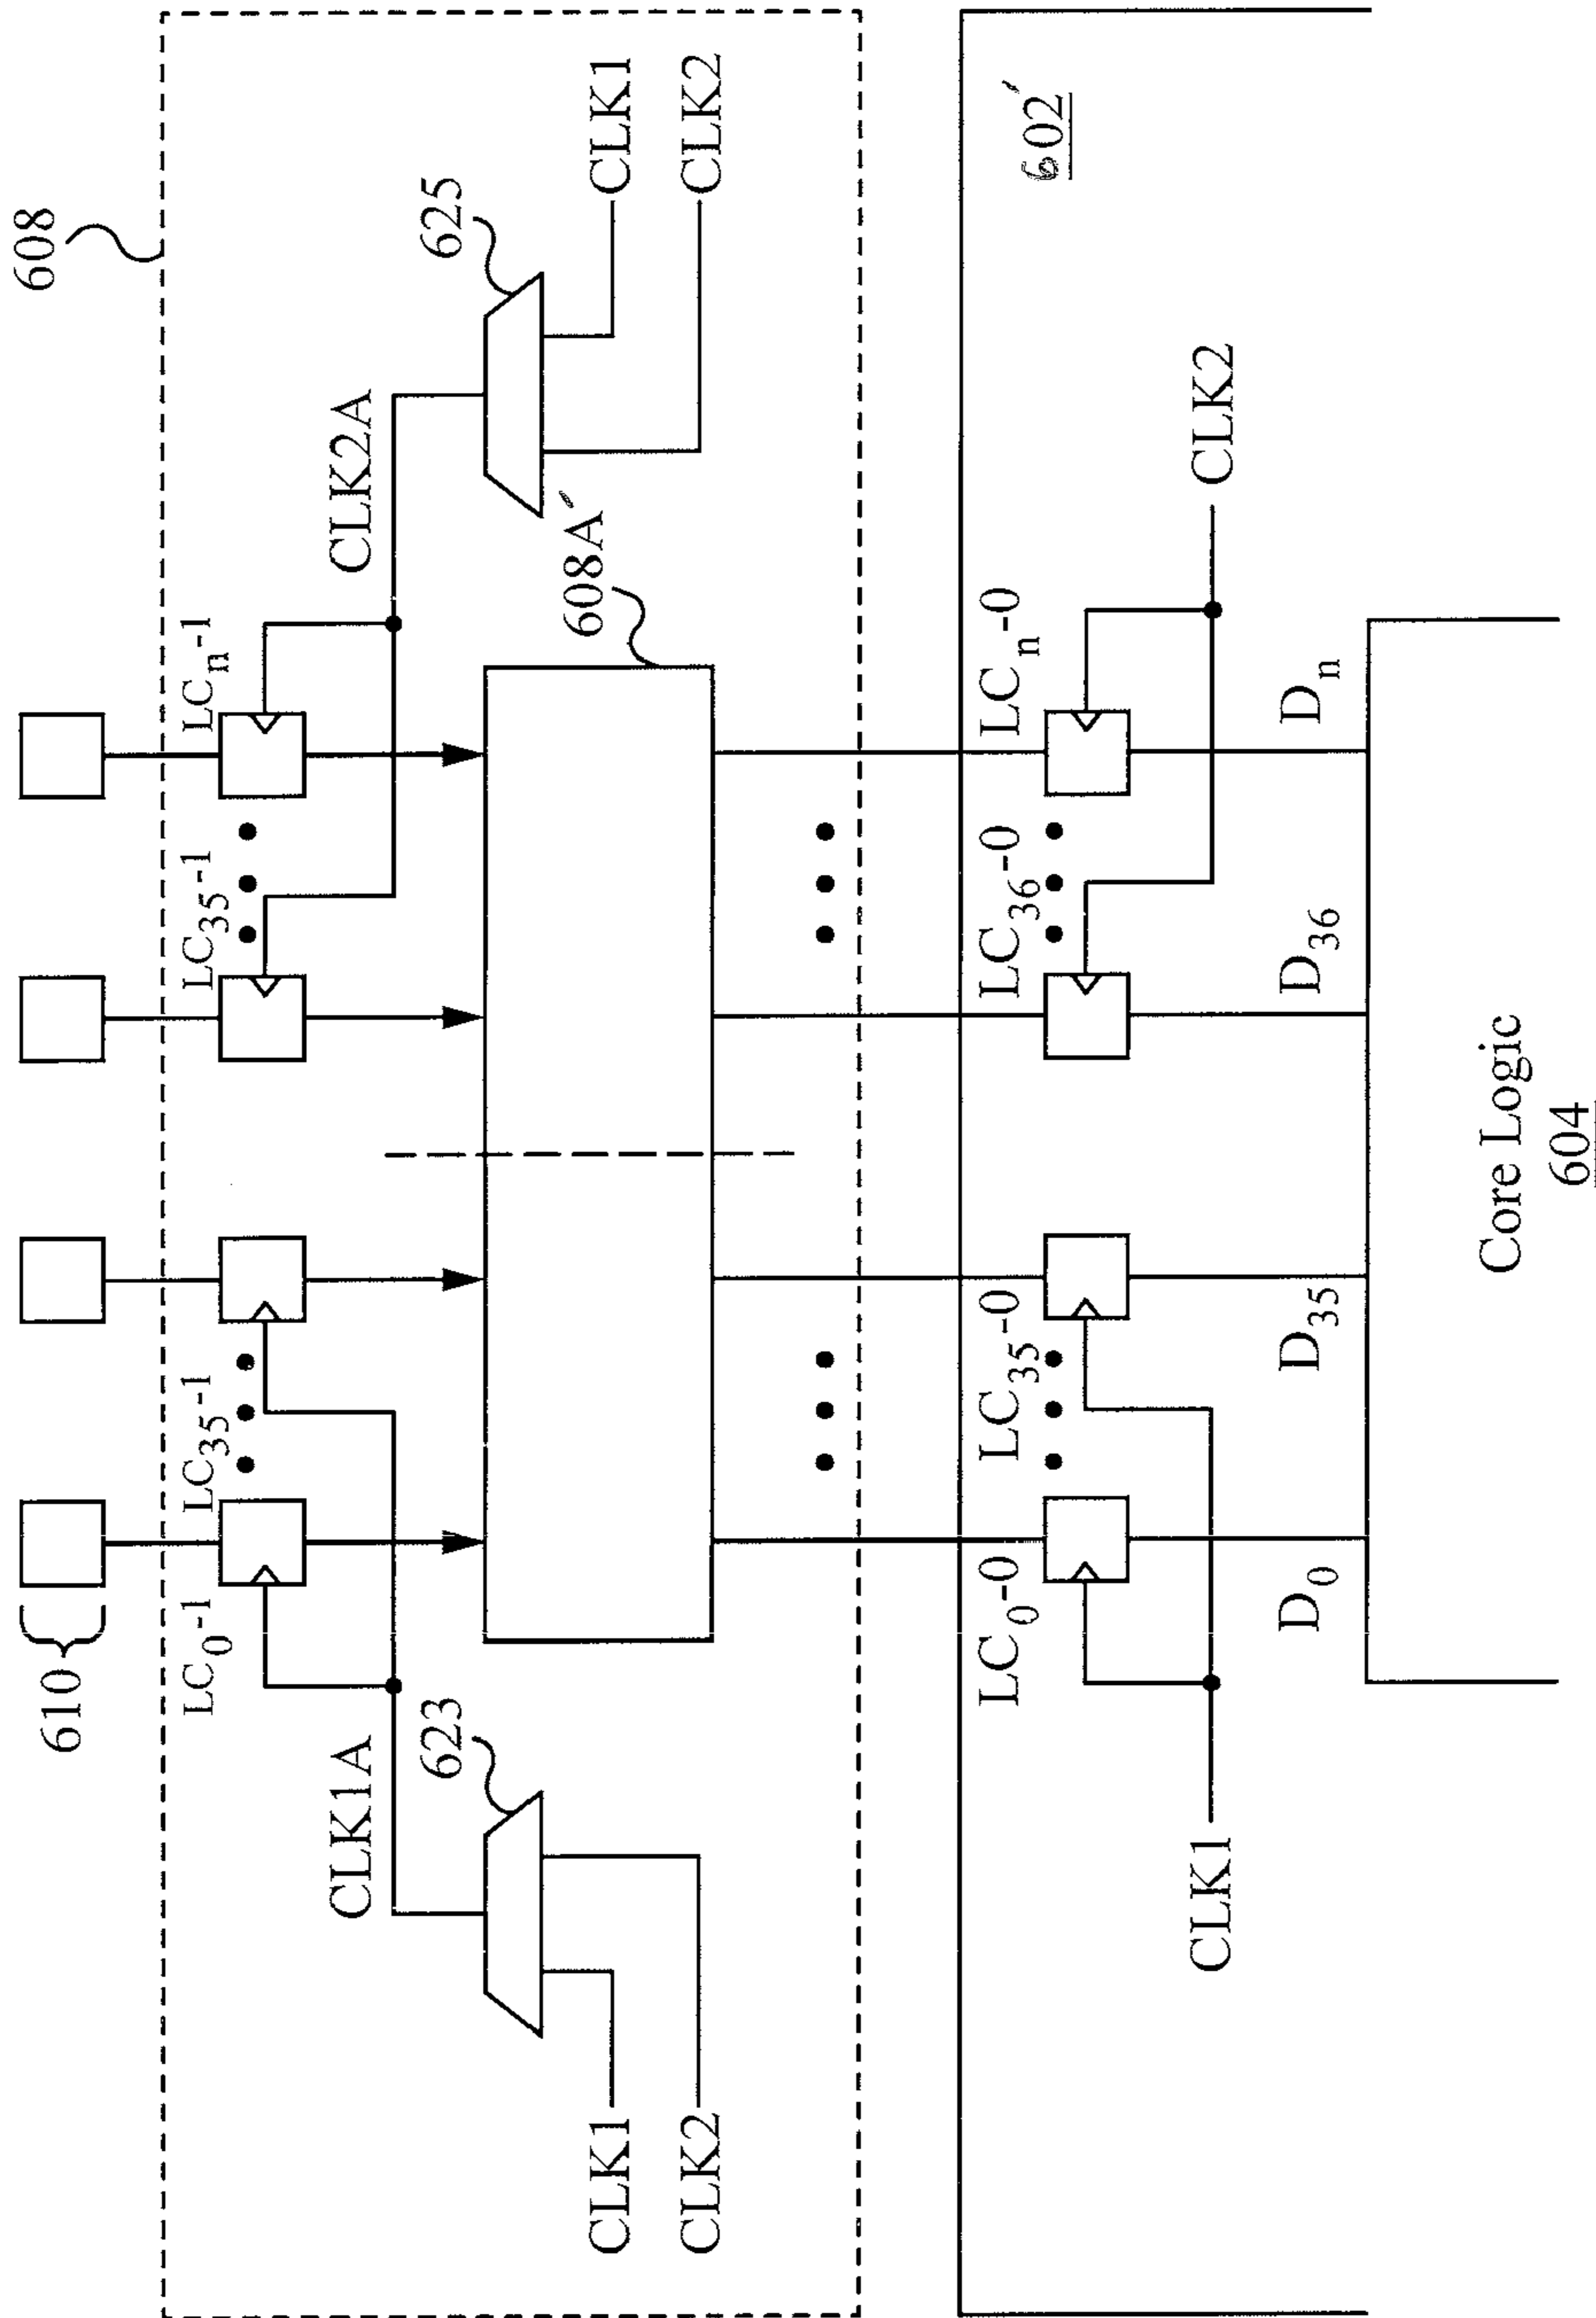 608
610
LC₀-1
LC₃₅-1
LC₃₅-1
LCₙ-1
CLK1A
CLK2A
623
625
608A′
CLK1
CLK1
CLK2
CLK2
602′
LC₀-0
LC₃₅-0
LC₃₆-0
LCₙ-0
CLK1
CLK2
D₀
D₃₅
D₃₆
Dₙ
Core Logic
604